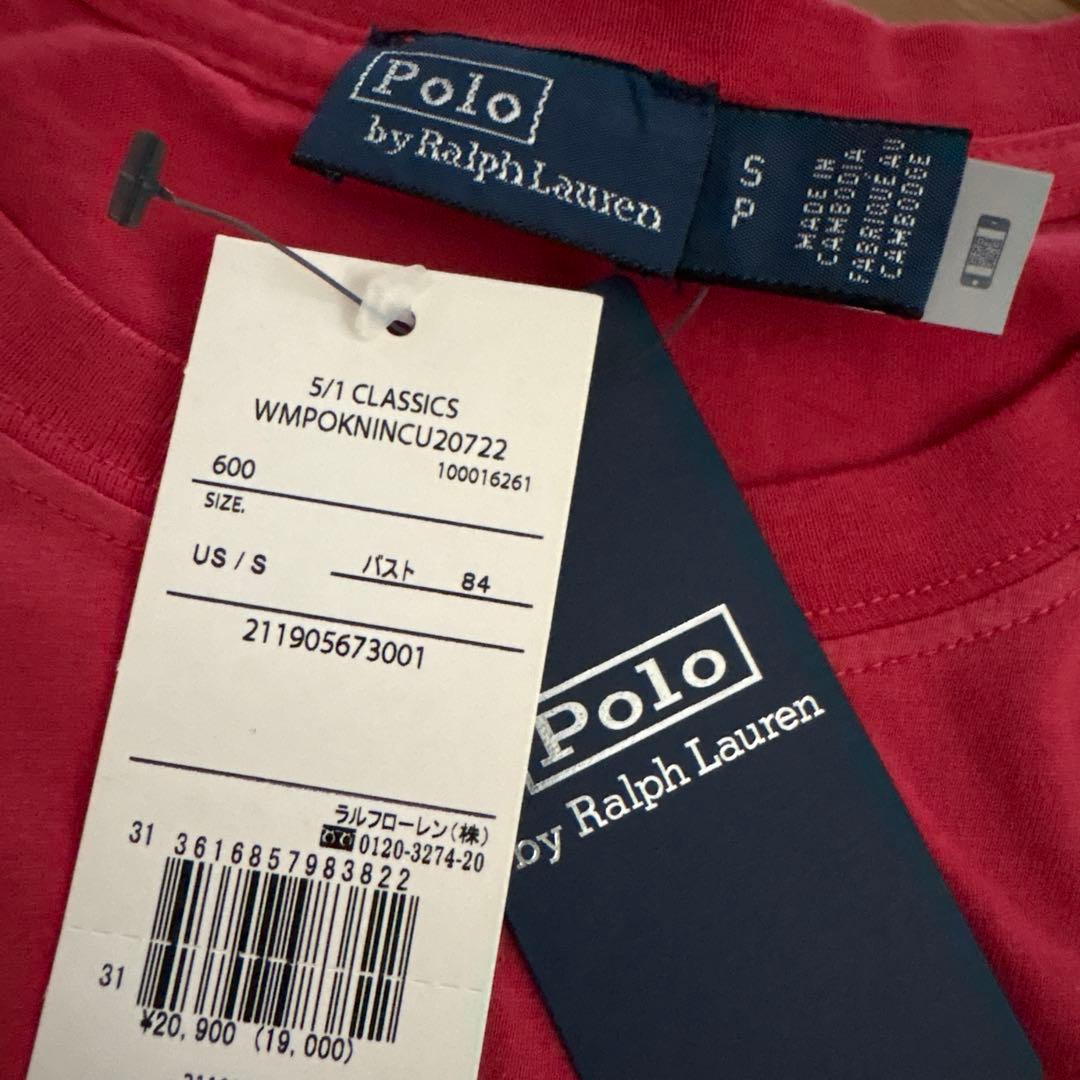 Polo
by Ralph Lauren
S
P
MADE IN
CAMBODIA
FABRIQUE AU
CAMBODGE
5/1 CLASSICS
WMPOKNINCU20722
600
100016261
SIZE.
US / S
バスト 84
211905673001
ラルフローレン(株)
0120-3274-20
31
3616857983822
31
¥20,900 (19,000)
Polo
by Ralph Lauren